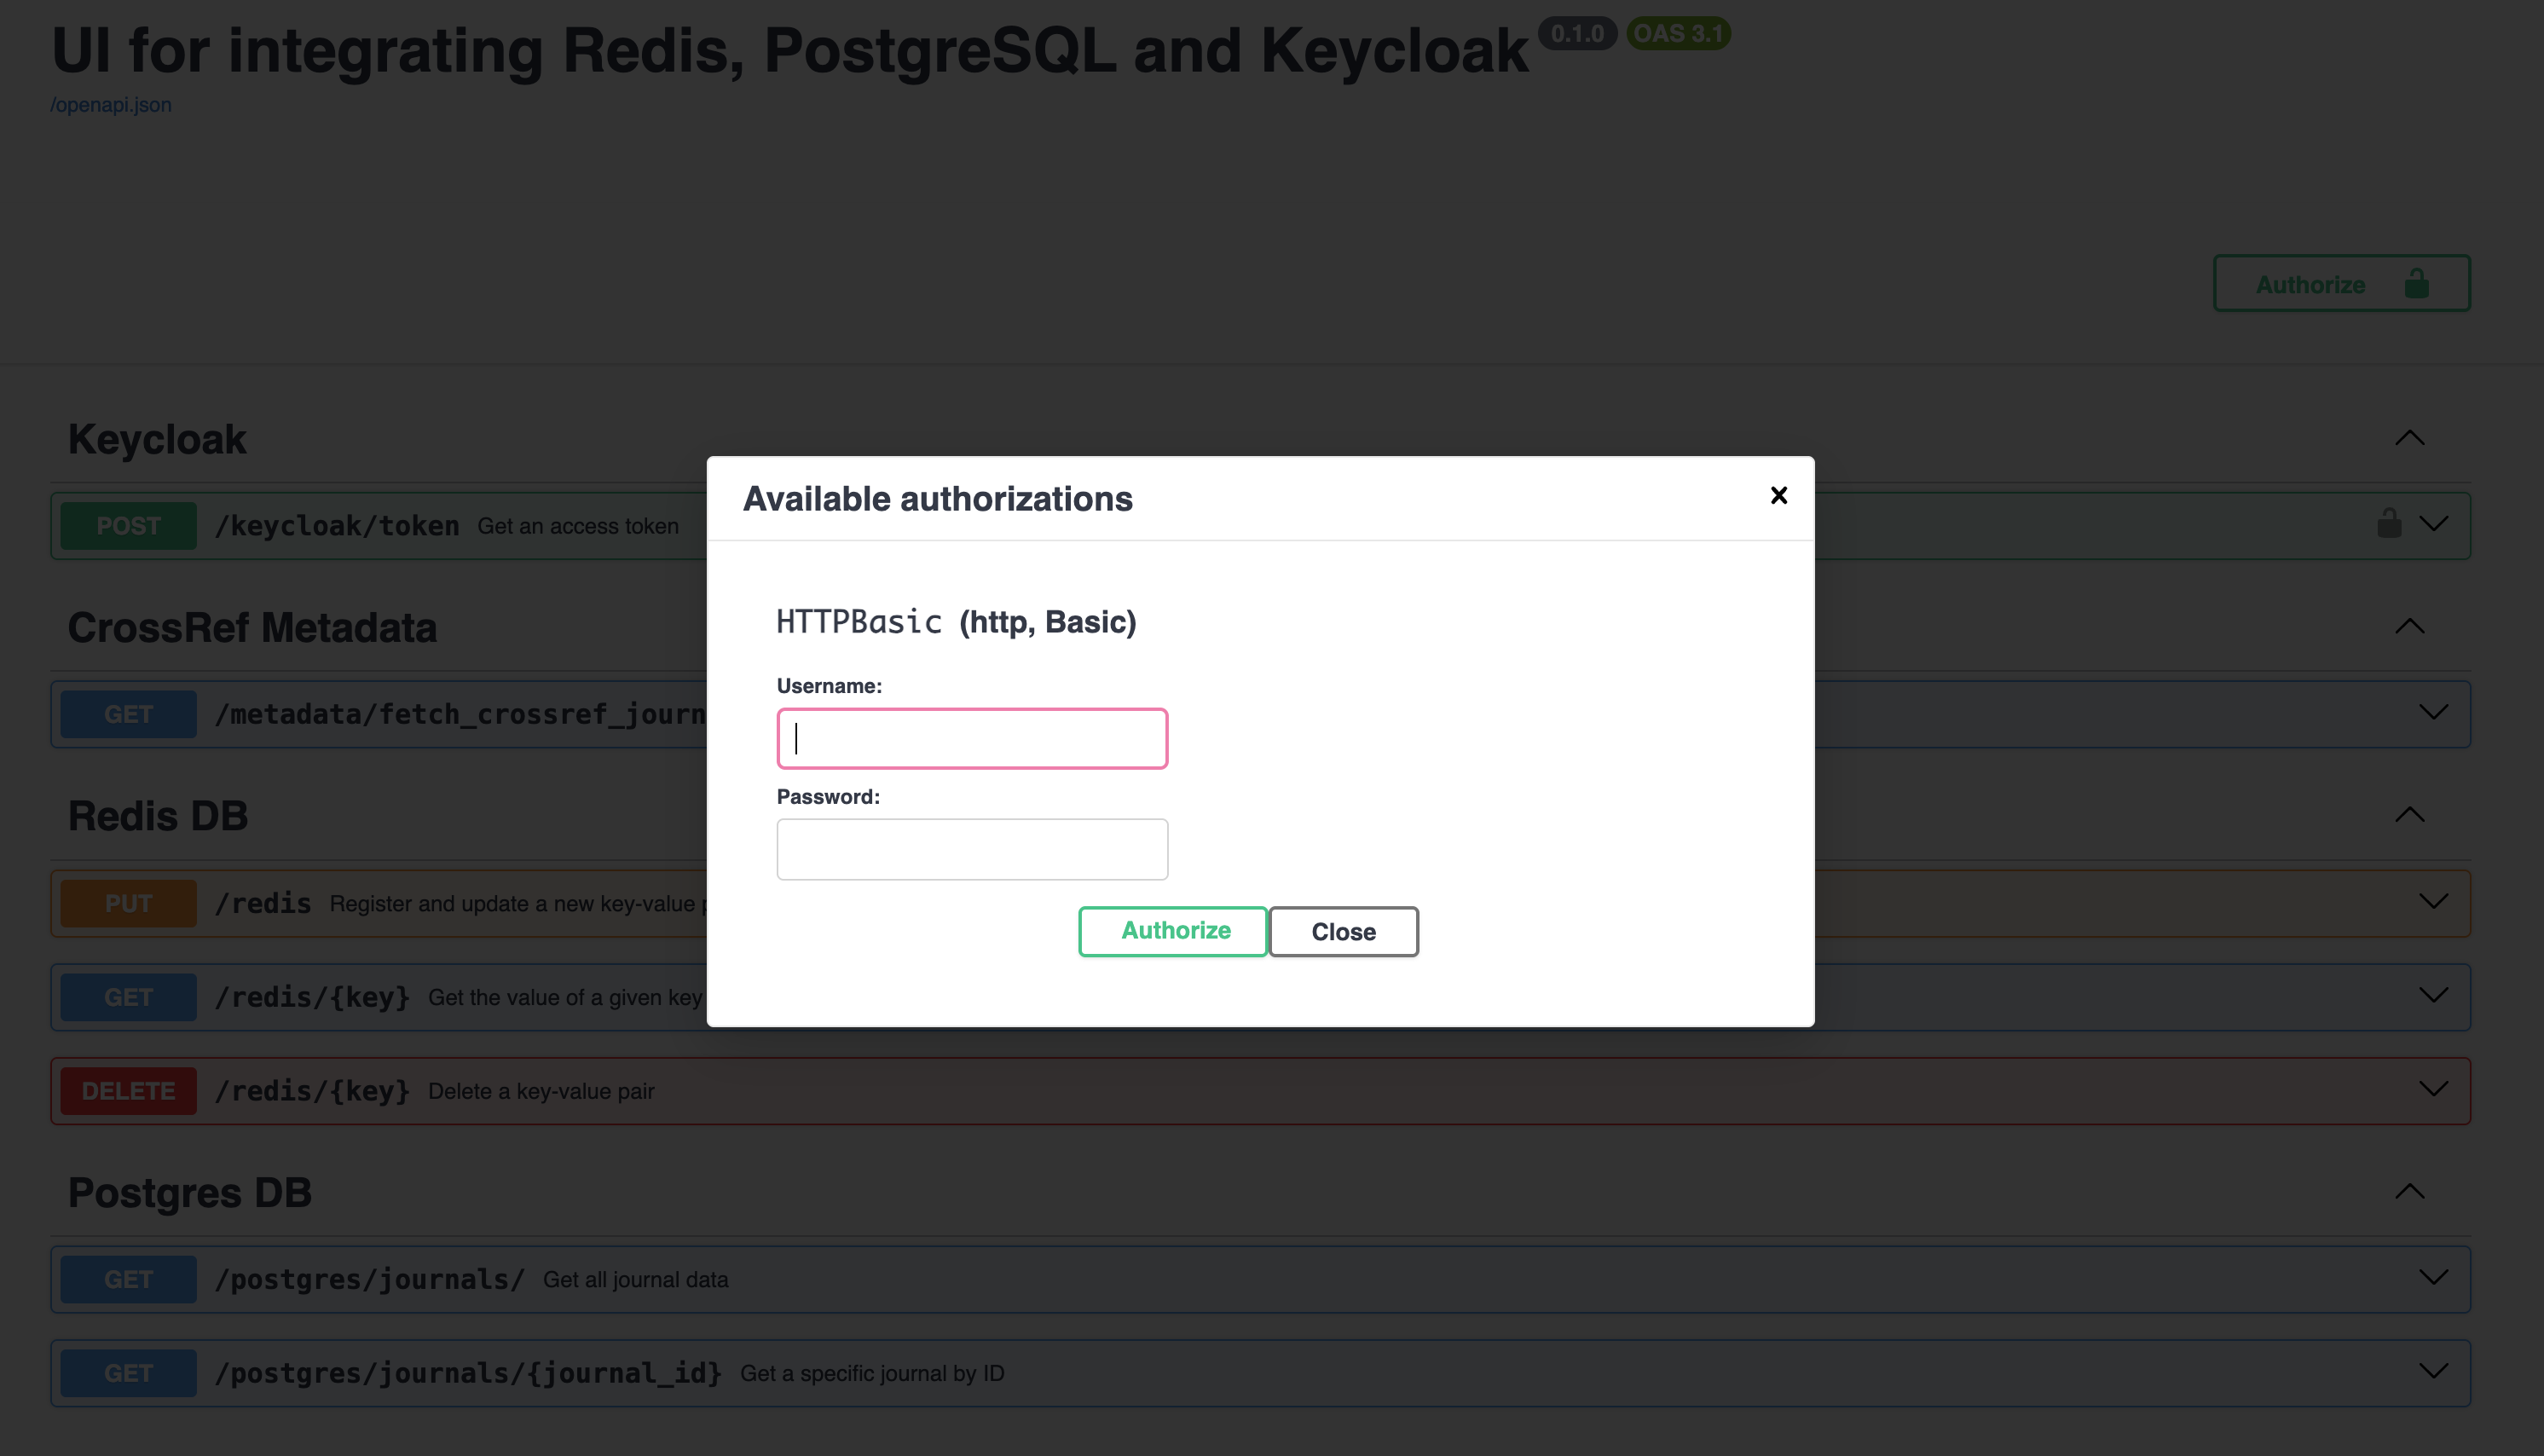 UI for integrating Redis, PostgreSQL and Keycloak 0.1.0 OAS 3.1
/openapi.json
Authorize
Keycloak
POST /keycloak/token Get an access token
CrossRef Metadata
GET /metadata/fetch_crossref_journ
Redis DB
PUT /redis Register and update a new key-value
GET /redis/{key} Get the value of a given key
DELETE /redis/{key} Delete a key-value pair
Postgres DB
GET /postgres/journals/ Get all journal data
GET /postgres/journals/{journal_id} Get a specific journal by ID
Available authorizations
HTTPBasic (http, Basic)
Username:
Password:
Authorize Close